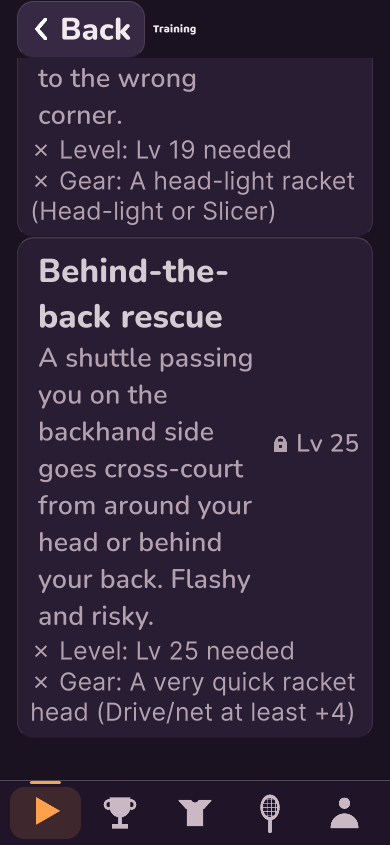 Back
Training
to the wrong
corner.
× Level: Lv 19 needed
× Gear: A head-light racket
(Head-light or Slicer)
Behind-the-
back rescue
A shuttle passing
you on the
backhand side
goes cross-court
from around your
head or behind
your back. Flashy
and risky.
Lv 25
× Level: Lv 25 needed
× Gear: A very quick racket
head (Drive/net at least +4)